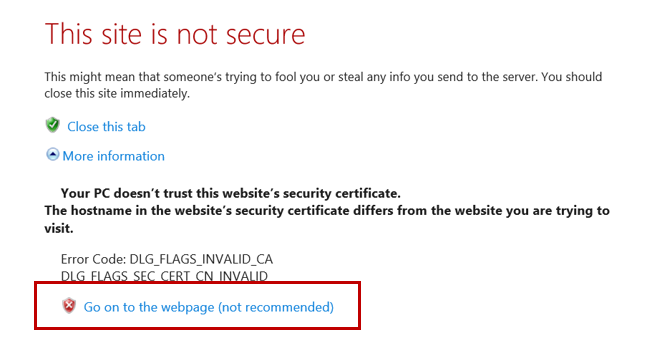 This site is not secure
This might mean that someone's trying to fool you or steal any info you send to the server. You should
close this site immediately.
Close this tab
More information
Your PC doesn't trust this website's security certificate.
The hostname in the website's security certificate differs from the website you are trying to
visit.
Error Code: DLG_FLAGS_INVALID_CA
DLG_FLAGS_SEC_CERT_CN_INVALID
Go on to the webpage (not recommended)